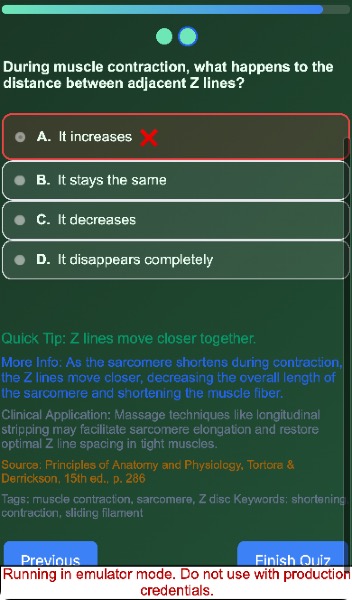 During muscle contraction, what happens to the
distance between adjacent Z lines?
A. It increases
B. It stays the same
C. It decreases
D. It disappears completely
Quick Tip: Z lines move closer together.
More Info: As the sarcomere shortens during contraction,
the Z lines move closer, decreasing the overall length of
the sarcomere and shortening the muscle fiber.
Clinical Application: Massage techniques like longitudinal
stripping may facilitate sarcomere elongation and restore
optimal Z line spacing in tight muscles.
Source: Principles of Anatomy and Physiology, Tortora &
Derrickson, 15th ed., p. 286
Tags: muscle contraction, sarcomere, Z disc Keywords: shortening,
contraction, sliding filament
Previous
Finish Quiz
Running in emulator mode. Do not use with production
credentials.